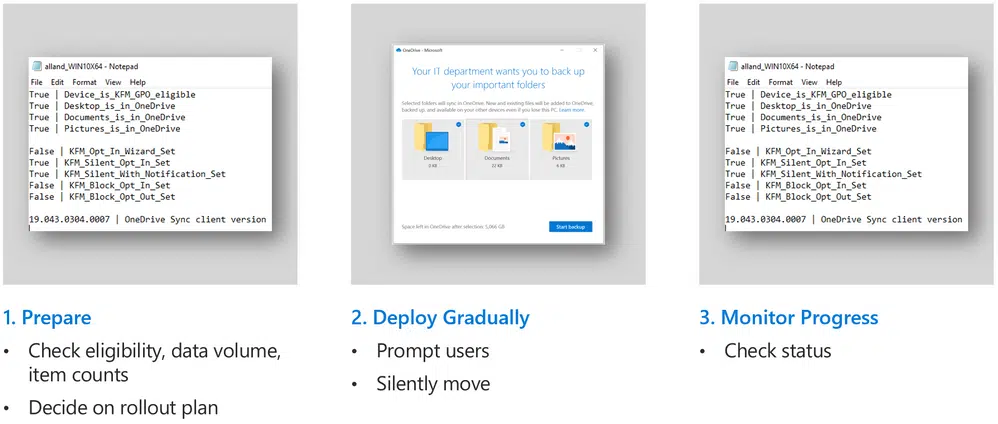 alland_WIN10X64 - Notepad
File Edit Format View Help
True | Device_is_KFM_GPO_eligible
True | Desktop_is_in_OneDrive
True | Documents_is_in_OneDrive
True | Pictures_is_in_OneDrive
False | KFM_Opt_In_Wizard_Set
True | KFM_Silent_Opt_In_Set
True | KFM_Silent_With_Notification_Set
False | KFM_Block_Opt_In_Set
False | KFM_Block_Opt_Out_Set
19.043.0304.0007 | OneDrive Sync client version
1. Prepare
• Check eligibility, data volume,
item counts
• Decide on rollout plan
OneDrive - Microsoft
Your IT department wants you to back up
your important folders
Selected folders will sync in OneDrive. New and existing files will be added to OneDrive,
backed up, and available on your other devices even if you lose this PC. Learn more.
Desktop
0 KB
Documents
22 KB
Pictures
4 KB
Space left in OneDrive after selection: 5,066 GB
Start backup
2. Deploy Gradually
• Prompt users
• Silently move
alland_WIN10X64 - Notepad
File Edit Format View Help
True | Device_is_KFM_GPO_eligible
True | Desktop_is_in_OneDrive
True | Documents_is_in_OneDrive
True | Pictures_is_in_OneDrive
False | KFM_Opt_In_Wizard_Set
True | KFM_Silent_Opt_In_Set
True | KFM_Silent_With_Notification_Set
False | KFM_Block_Opt_In_Set
False | KFM_Block_Opt_Out_Set
19.043.0304.0007 | OneDrive Sync client version
3. Monitor Progress
• Check status